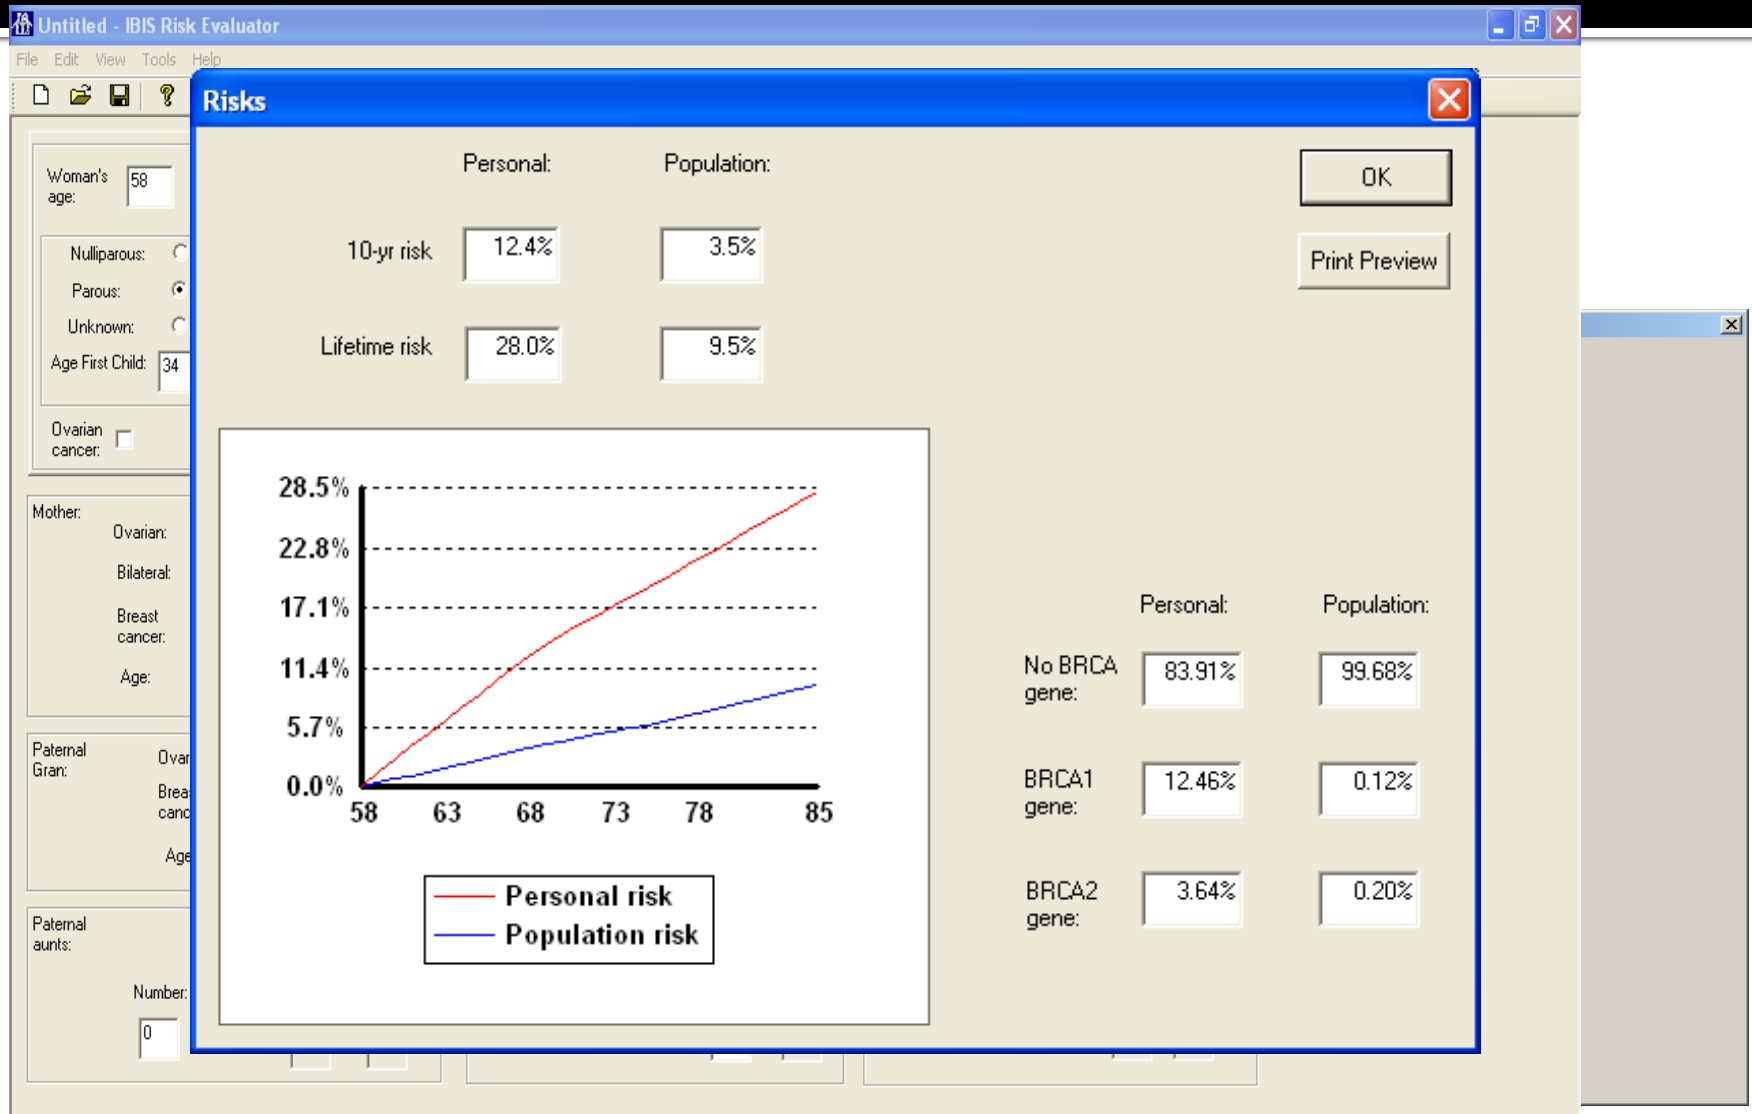 Untitled - IBIS Risk Evaluator
File Edit View Tools Help
Risks
Woman's
age:
58
Nulliparous:
Parous:
Unknown:
Age First Child: 34
Ovarian
cancer:
Mother:
Ovarian:
Bilateral:
Breast
cancer:
Age:
Paternal
Gran:
Ovar
Brea
canc
Age
Paternal
aunts:
Number:
0
Personal: Population:
10-yr risk 12.4% 3.5%
Lifetime risk 28.0% 9.5%
OK
Print Preview
28.5%
22.8%
17.1%
11.4%
5.7%
0.0%
58 63 68 73 78 85
Personal risk
Population risk
Personal: Population:
No BRCA
gene:
83.91% 99.68%
BRCA1
gene:
12.46% 0.12%
BRCA2
gene:
3.64% 0.20%